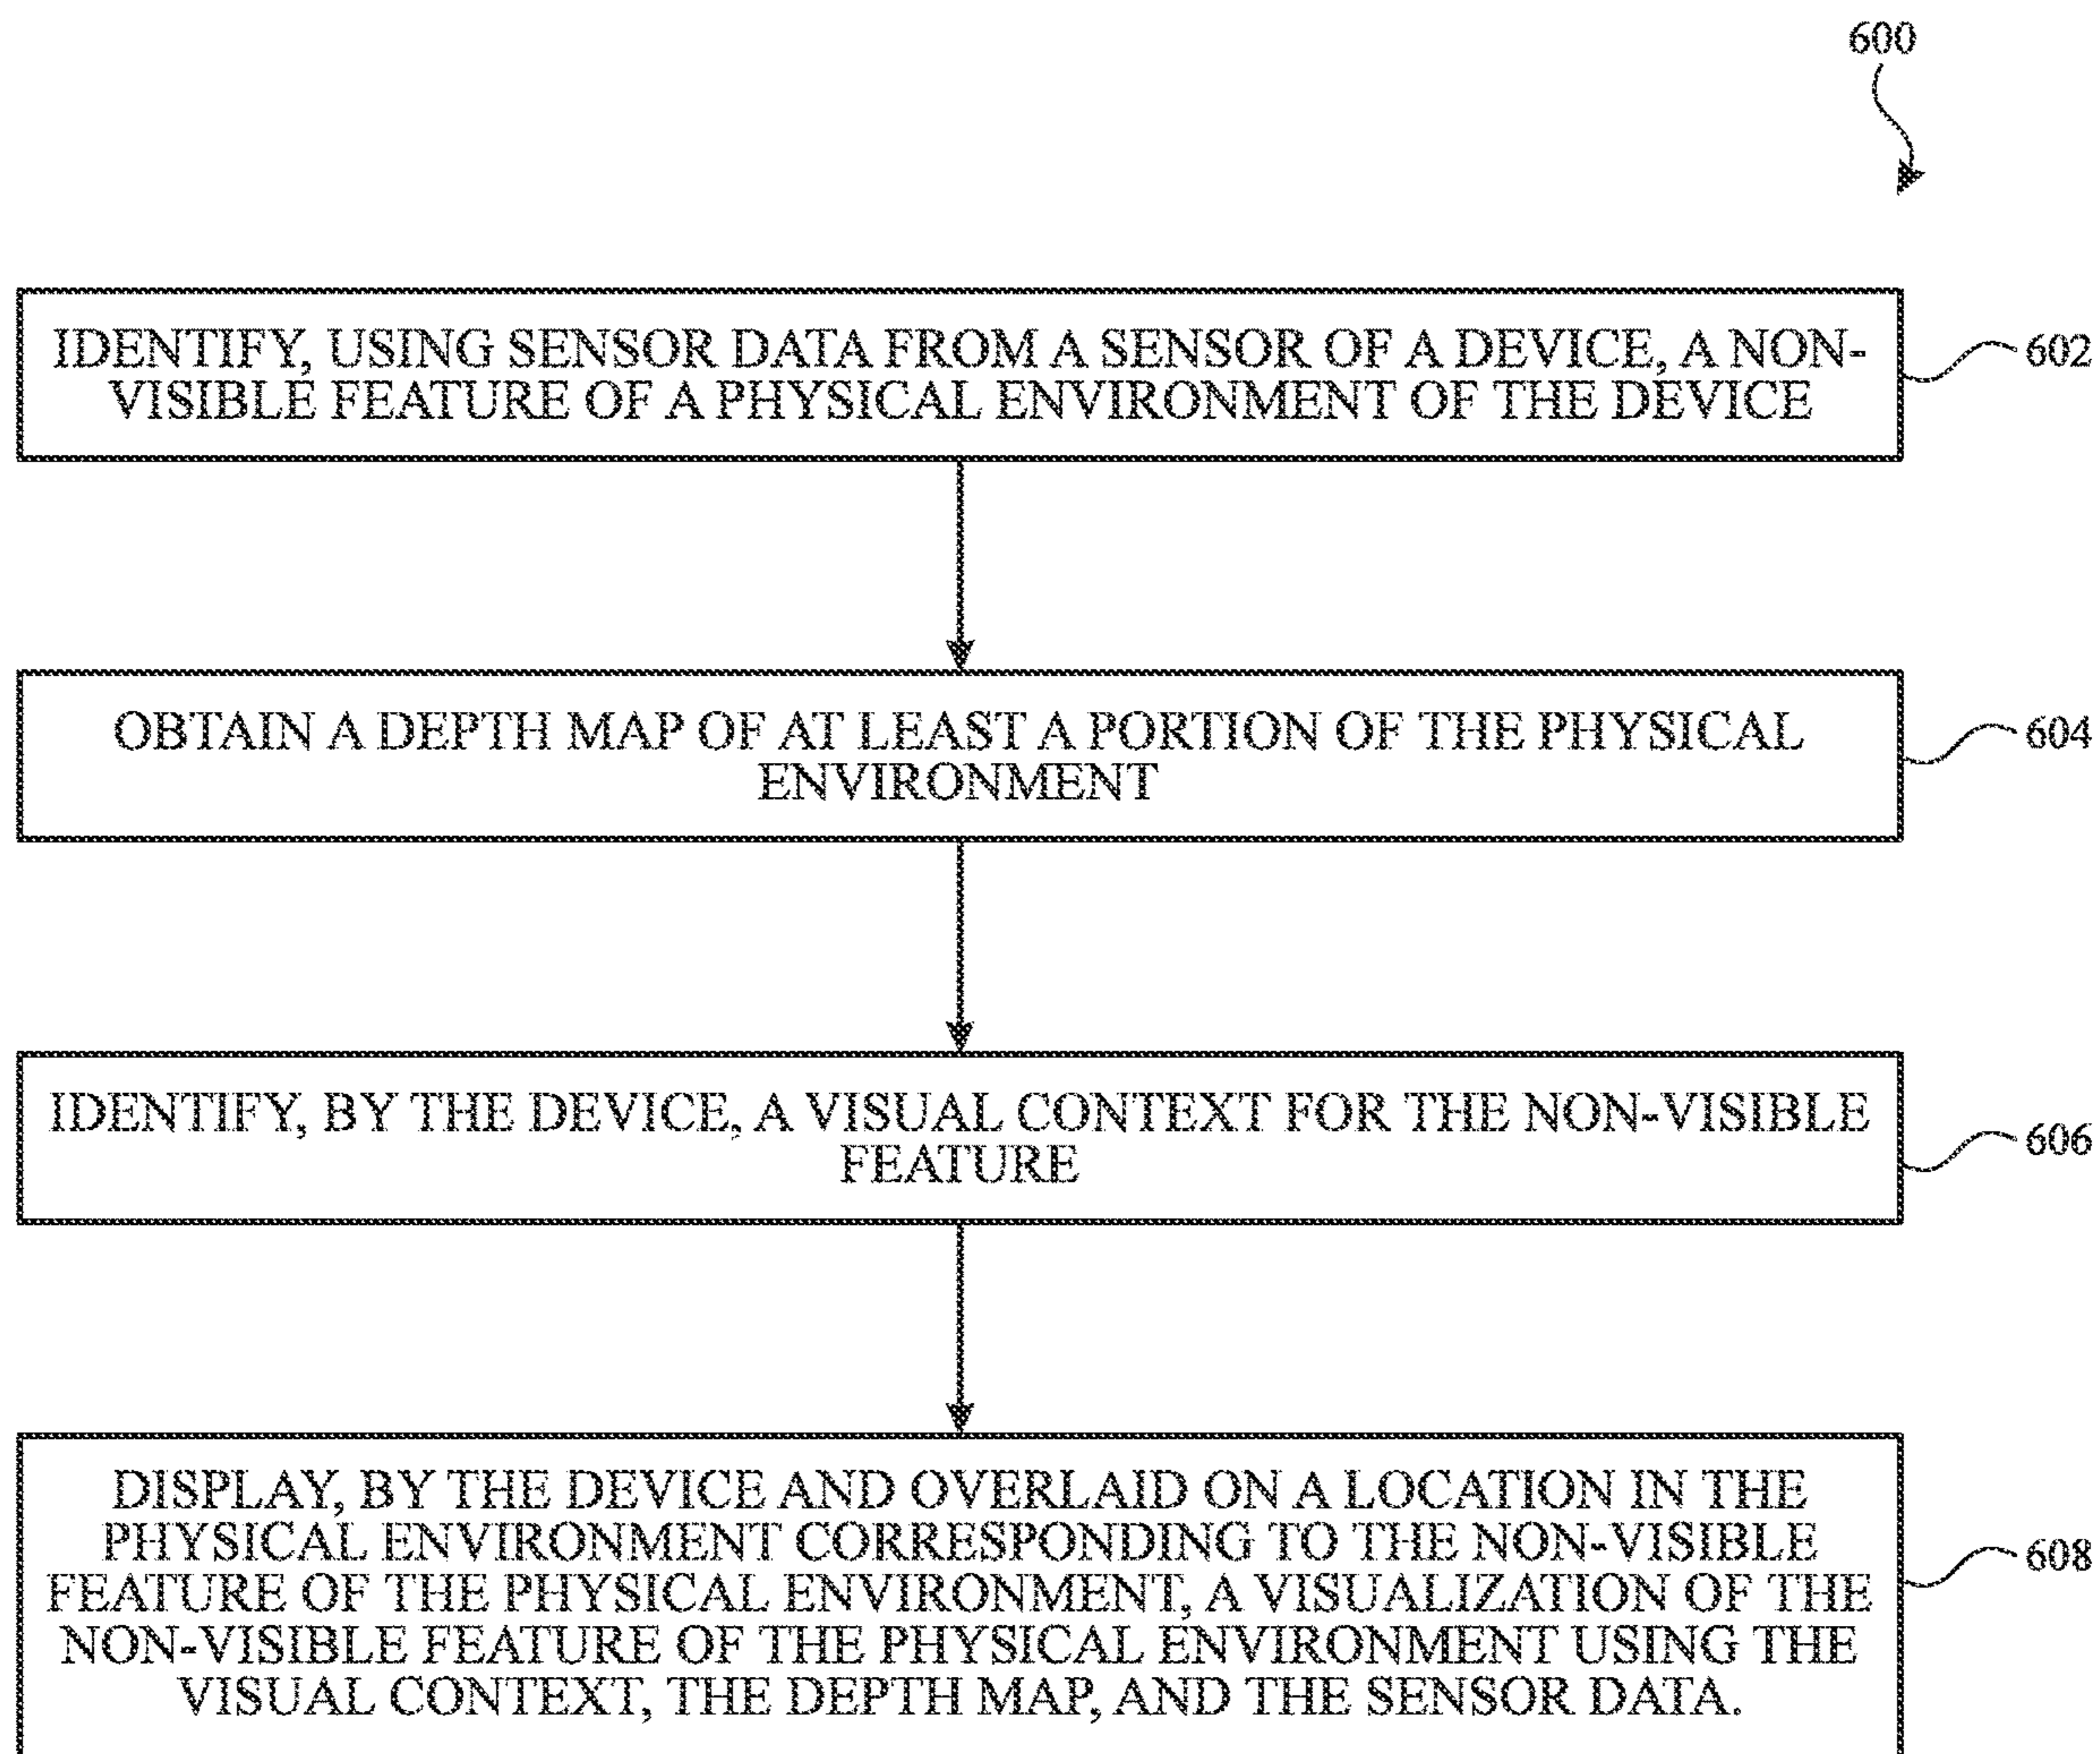 600
IDENTIFY, USING SENSOR DATA FROM A SENSOR OF A DEVICE, A NON-
VISIBLE FEATURE OF A PHYSICAL ENVIRONMENT OF THE DEVICE
602
OBTAIN A DEPTH MAP OF AT LEAST A PORTION OF THE PHYSICAL
ENVIRONMENT
604
IDENTIFY, BY THE DEVICE, A VISUAL CONTEXT FOR THE NON-VISIBLE
FEATURE
606
DISPLAY, BY THE DEVICE AND OVERLAID ON A LOCATION IN THE
PHYSICAL ENVIRONMENT CORRESPONDING TO THE NON-VISIBLE
FEATURE OF THE PHYSICAL ENVIRONMENT, A VISUALIZATION OF THE
NON-VISIBLE FEATURE OF THE PHYSICAL ENVIRONMENT USING THE
VISUAL CONTEXT, THE DEPTH MAP, AND THE SENSOR DATA.
608